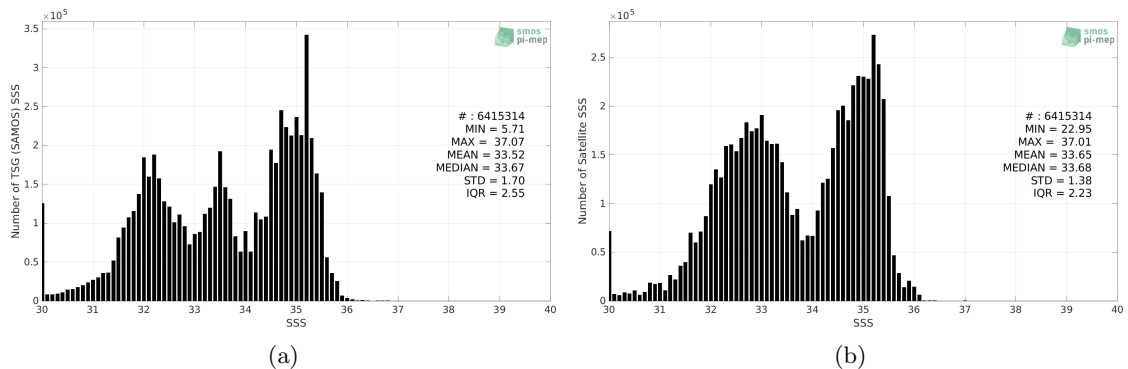 ×10⁵
3.5
3
2.5
2
1.5
1
0.5
0
30 31 32 33 34 35 36 37 38 39 40
SSS
Number of TSG (SAMOS) SSS
smos
pi-mep
# : 6415314
MIN = 5.71
MAX = 37.07
MEAN = 33.52
MEDIAN = 33.67
STD = 1.70
IQR = 2.55
(a)
×10⁵
2.5
2
1.5
1
0.5
0
30 31 32 33 34 35 36 37 38 39 40
SSS
Number of Satellite SSS
smos
pi-mep
# : 6415314
MIN = 22.95
MAX = 37.01
MEAN = 33.65
MEDIAN = 33.68
STD = 1.38
IQR = 2.23
(b)